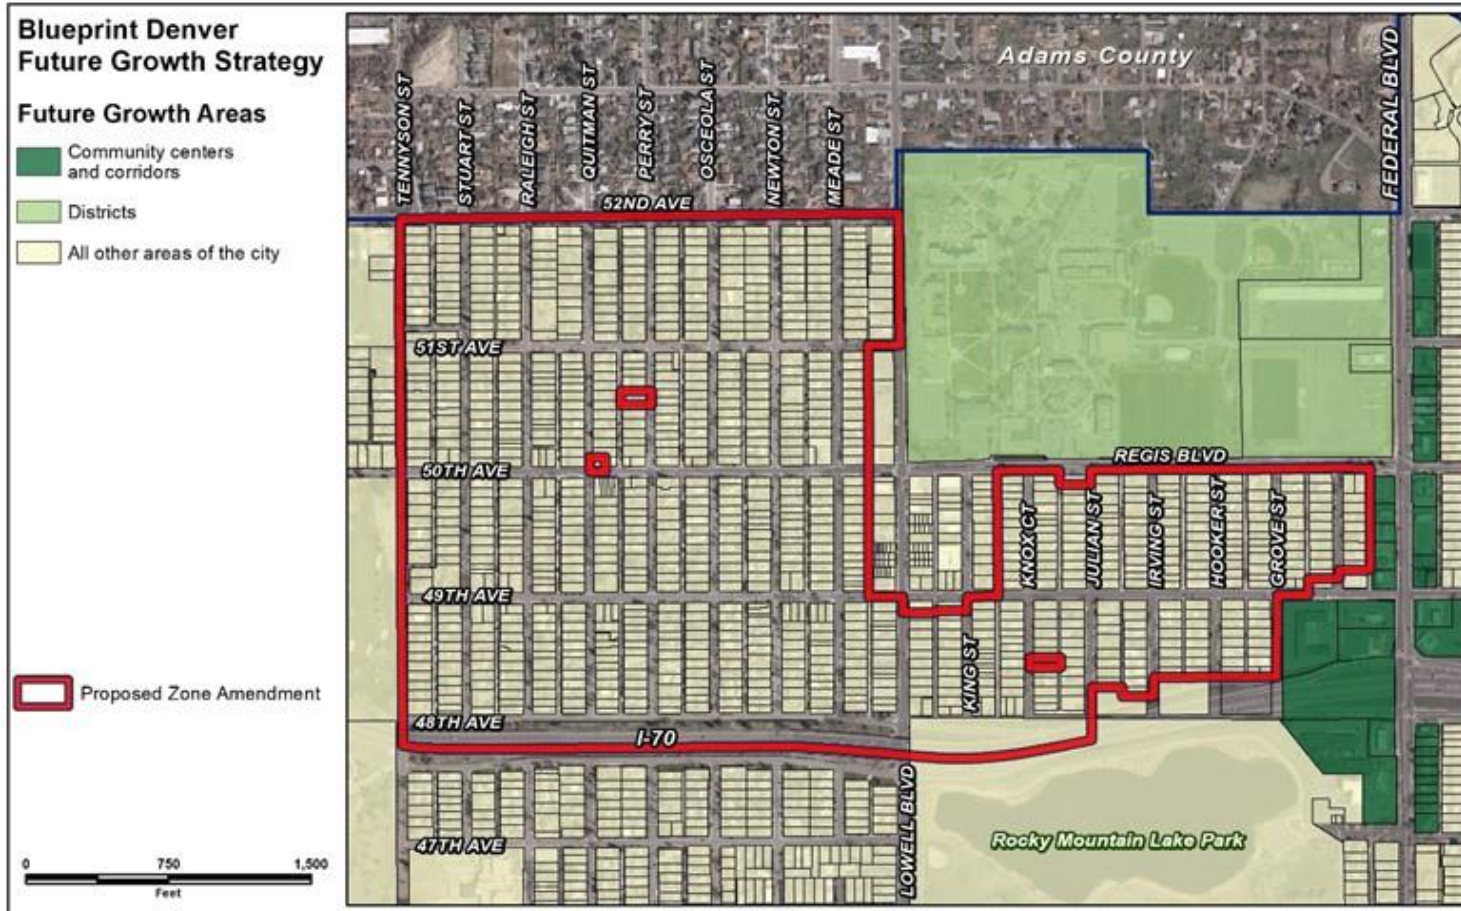 Blueprint Denver
Future Growth Strategy
Future Growth Areas
Community centers
and corridors
Districts
All other areas of the city
Proposed Zone Amendment
0 750 1,500
Feet
Adams County
FEDERAL BLVD
TENNYSON ST
STUART ST
RALEIGH ST
QUITMAN ST
PERRY ST
OSCEOLA ST
NEWTON ST
MEADE ST
52ND AVE
51ST AVE
50TH AVE
REGIS BLVD
KNOX CT
JULIAN ST
IRVING ST
HOOKER ST
GROVE ST
49TH AVE
KING ST
48TH AVE
I-70
LOWELL BLVD
47TH AVE
Rocky Mountain Lake Park